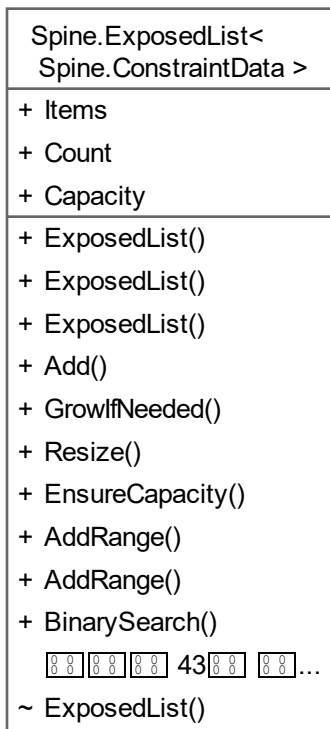 Spine.ExposedList<
Spine.ConstraintData >
+ Items
+ Count
+ Capacity
+ ExposedList()
+ ExposedList()
+ ExposedList()
+ Add()
+ GrowIfNeeded()
+ Resize()
+ EnsureCapacity()
+ AddRange()
+ AddRange()
+ BinarySearch()
43 ...
~ ExposedList()